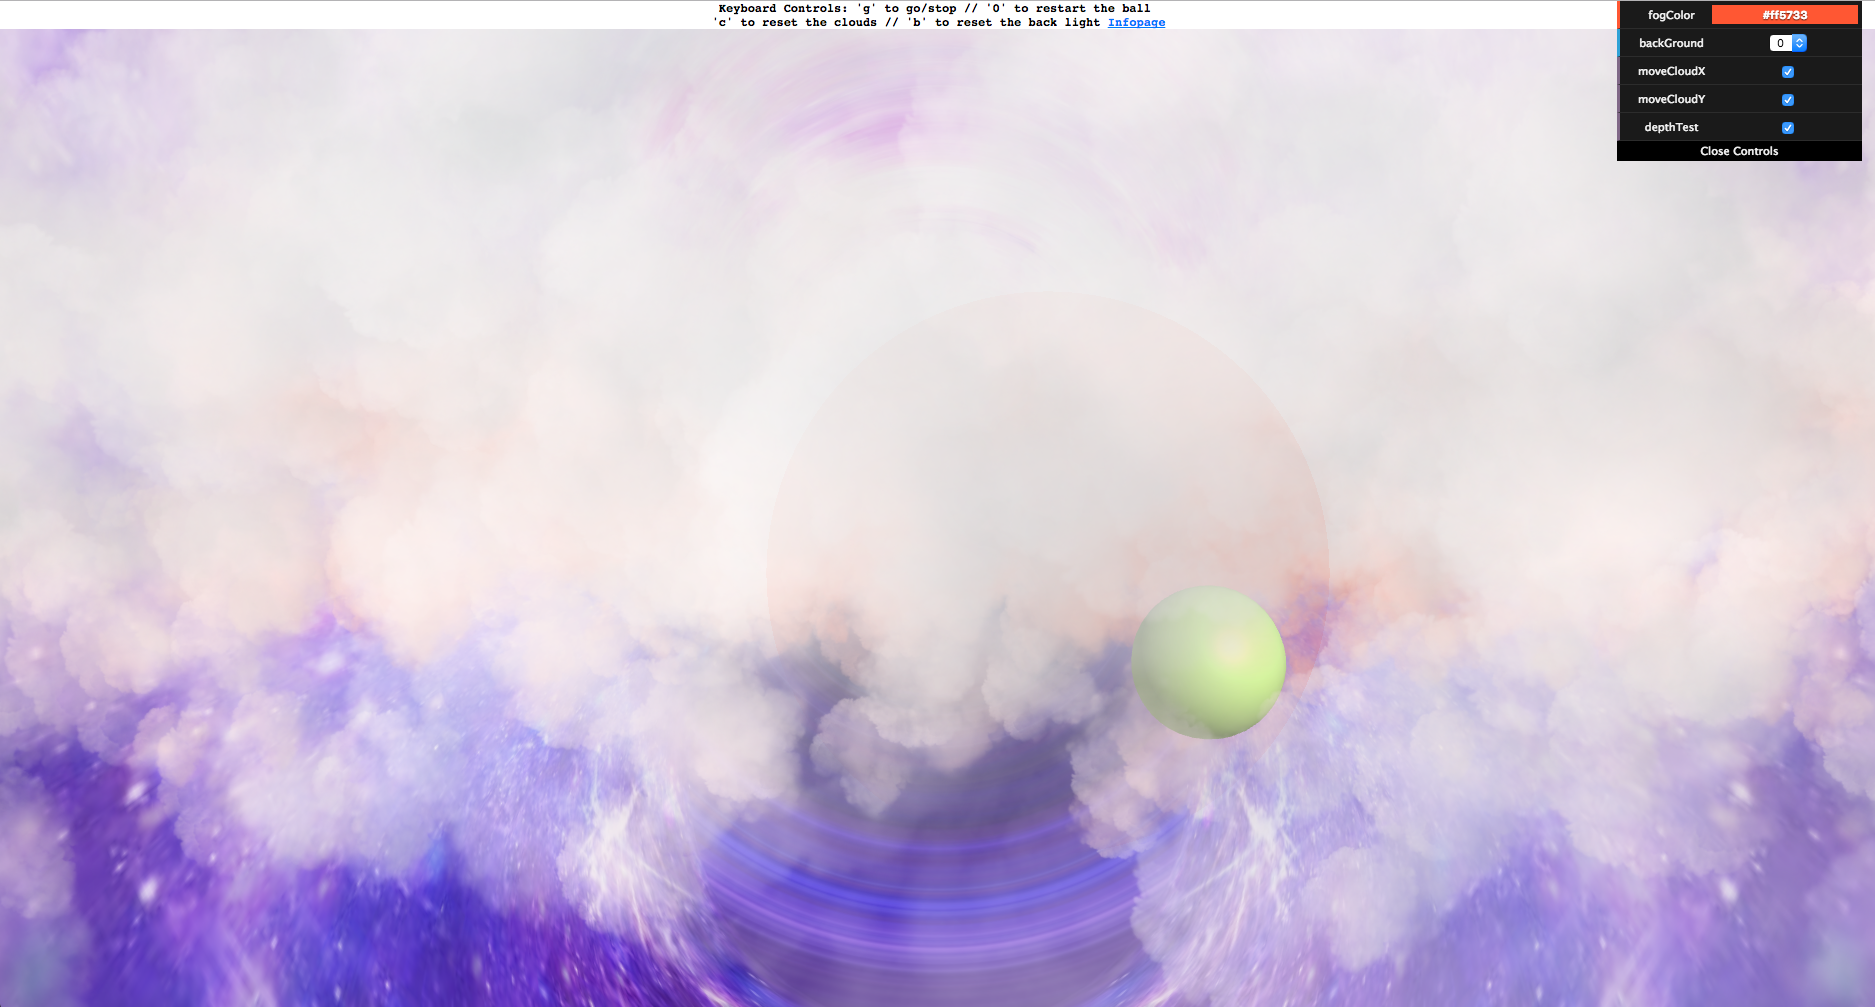 Keyboard Controls: 'g' to go/stop // '0' to restart the ball
'c' to reset the clouds // 'b' to reset the back light Infopage
fogColor #ff5733
backGround 0
moveCloudX
moveCloudY
depthTest
Close Controls